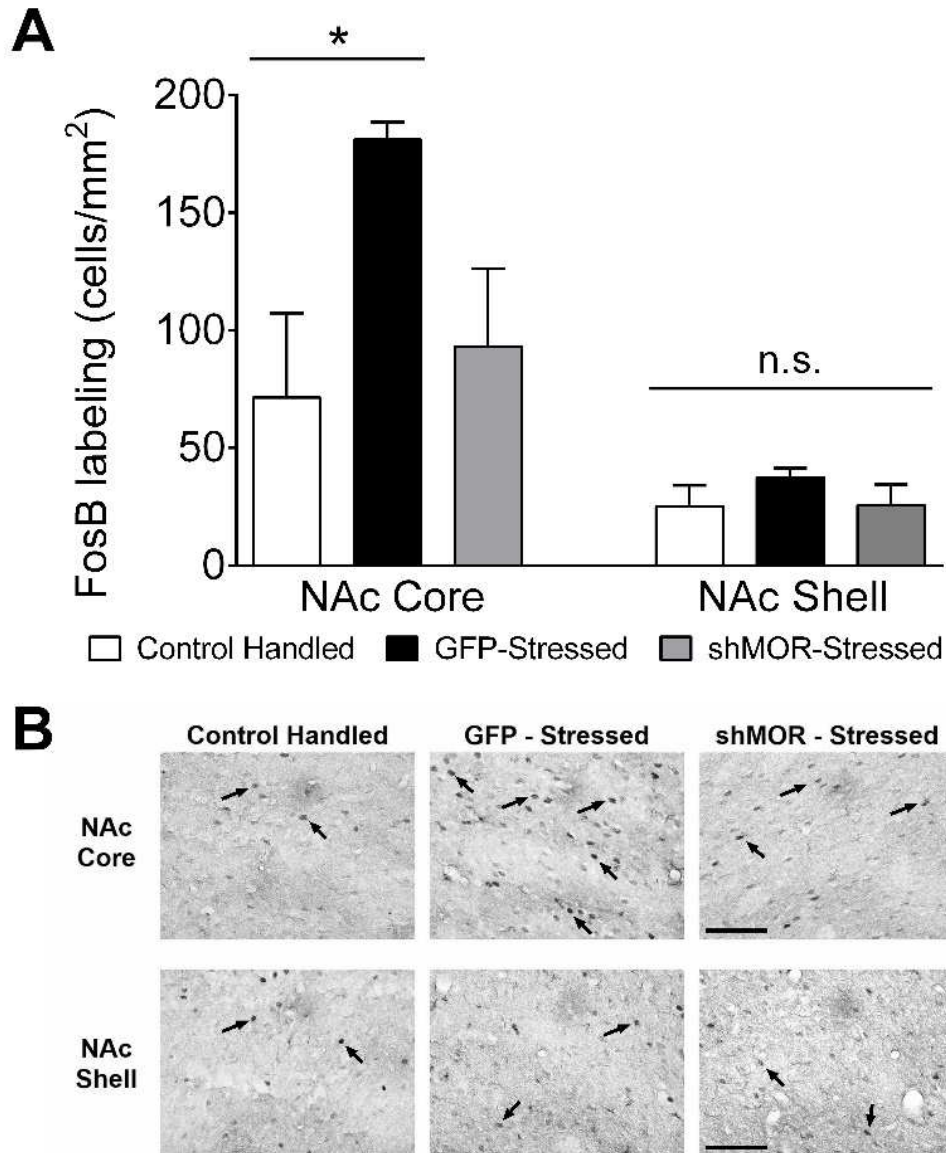 A
*
200
150
100
50
0
FosB labeling (cells/mm²)
n.s.
NAc Core
NAc Shell
Control Handled
GFP-Stressed
shMOR-Stressed
B
Control Handled
GFP - Stressed
shMOR - Stressed
NAc
Core
NAc
Shell